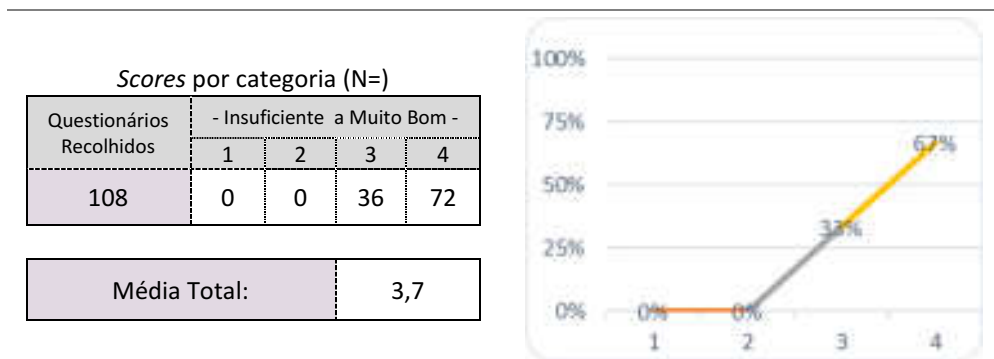 Scores por categoria (N=)
Questionários Recolhidos
- Insuficiente a Muito Bom -
1 2 3 4
108 0 0 36 72
Média Total: 3,7
100%
75%
50%
25%
0%
67%
33%
0% 0%
1 2 3 4